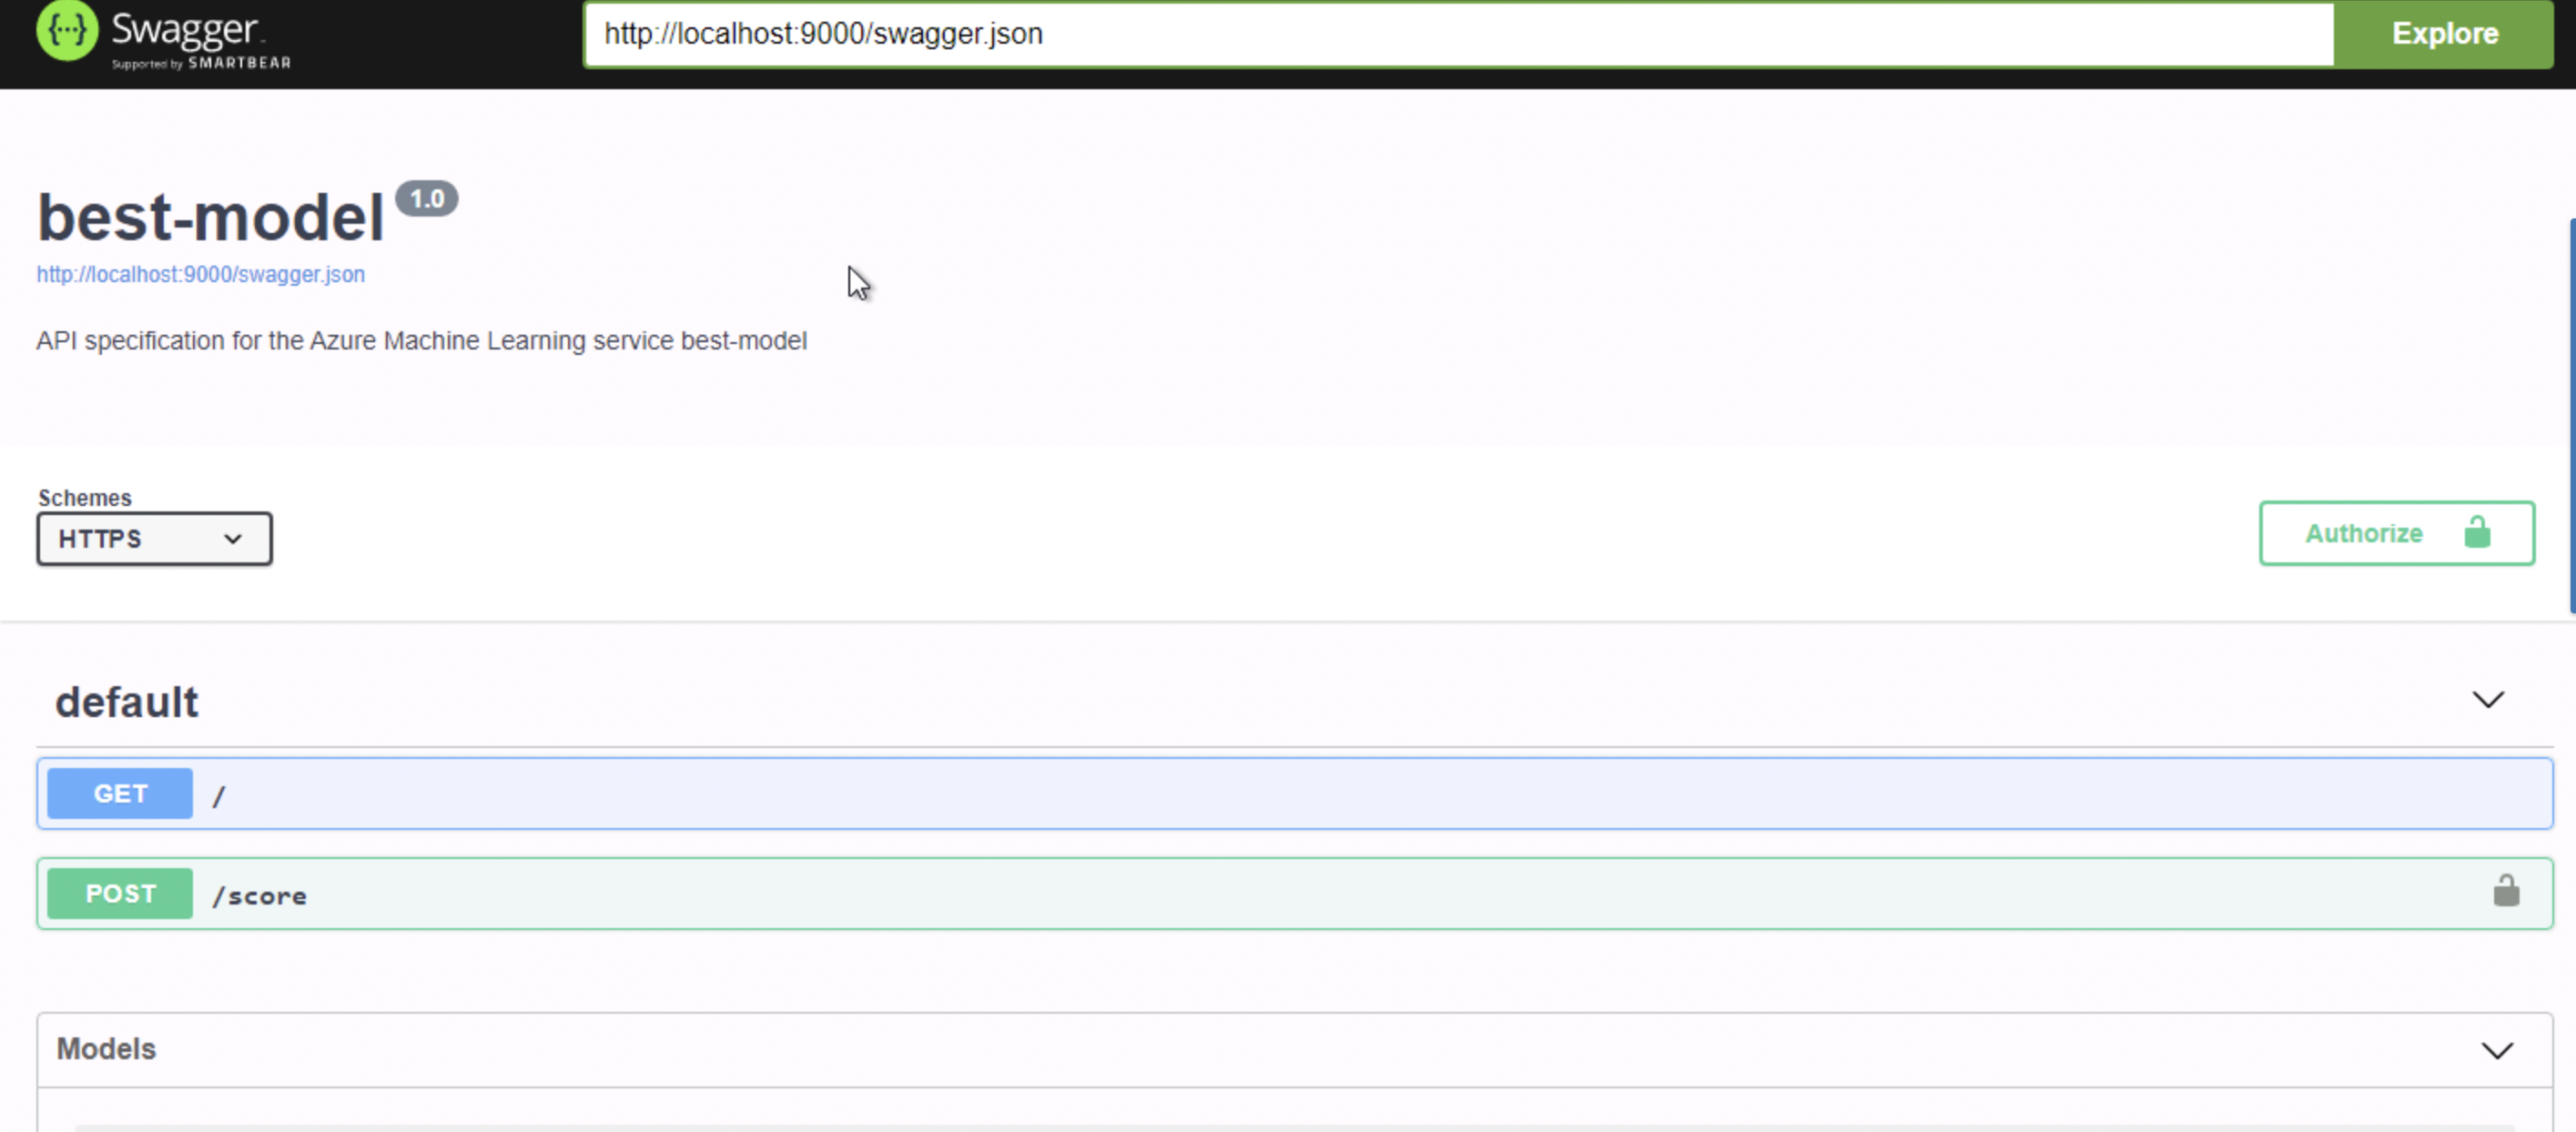 Swagger
Supported by SMARTBEAR
http://localhost:9000/swagger.json
Explore
best-model 1.0
http://localhost:9000/swagger.json
API specification for the Azure Machine Learning service best-model
Schemes
HTTPS
Authorize
default
GET /
POST /score
Models